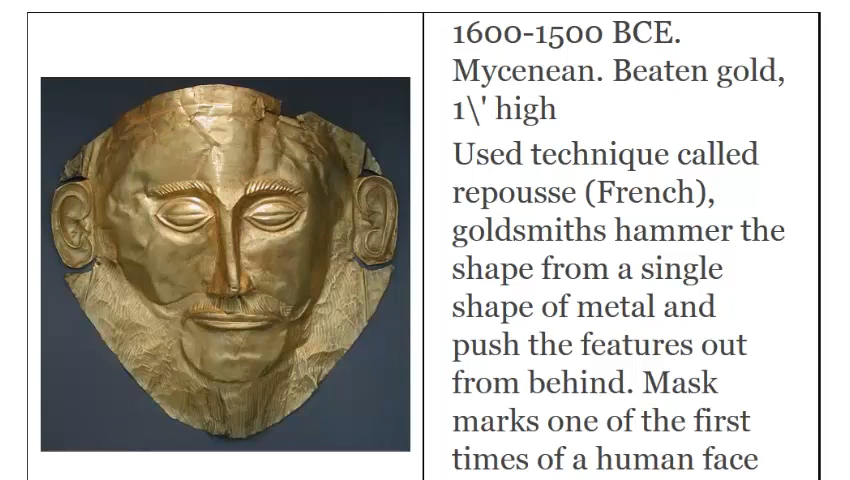 1600-1500 BCE.
Mycenean. Beaten gold,
1\' high
Used technique called
repousse (French),
goldsmiths hammer the
shape from a single
shape of metal and
push the features out
from behind. Mask
marks one of the first
times of a human face